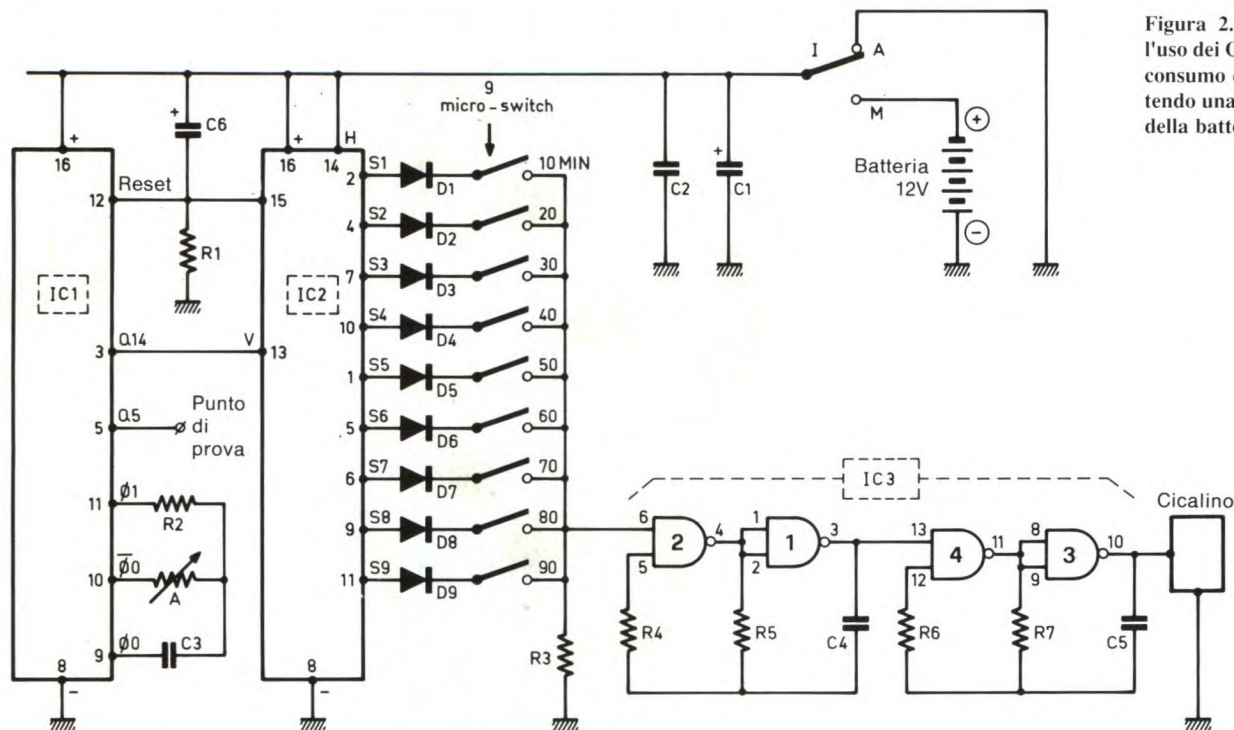 Figura 2.
l'uso dei C
consumo
tendo una
della batte
I
A
M
Batteria
12V
+
−
9
micro-switch
+
C6
+
16
12
Reset
R1
IC1
3
Q14
V
13
5
Q5
Punto
di
prova
11
Ø1
R2
10
Ø0
A
9
Ø0
C3
8
−
+
16
H
14
15
IC2
8
−
2
S1
D1
10 MIN
4
S2
D2
20
7
S3
D3
30
10
S4
D4
40
1
S5
D5
50
5
S6
D6
60
6
S7
D7
70
9
S8
D8
80
11
S9
D9
90
R3
C2
+
C1
IC3
6
5
2
4
1
2
1
3
13
12
4
11
8
9
3
10
Cicalino
R4
R5
C4
R6
R7
C5